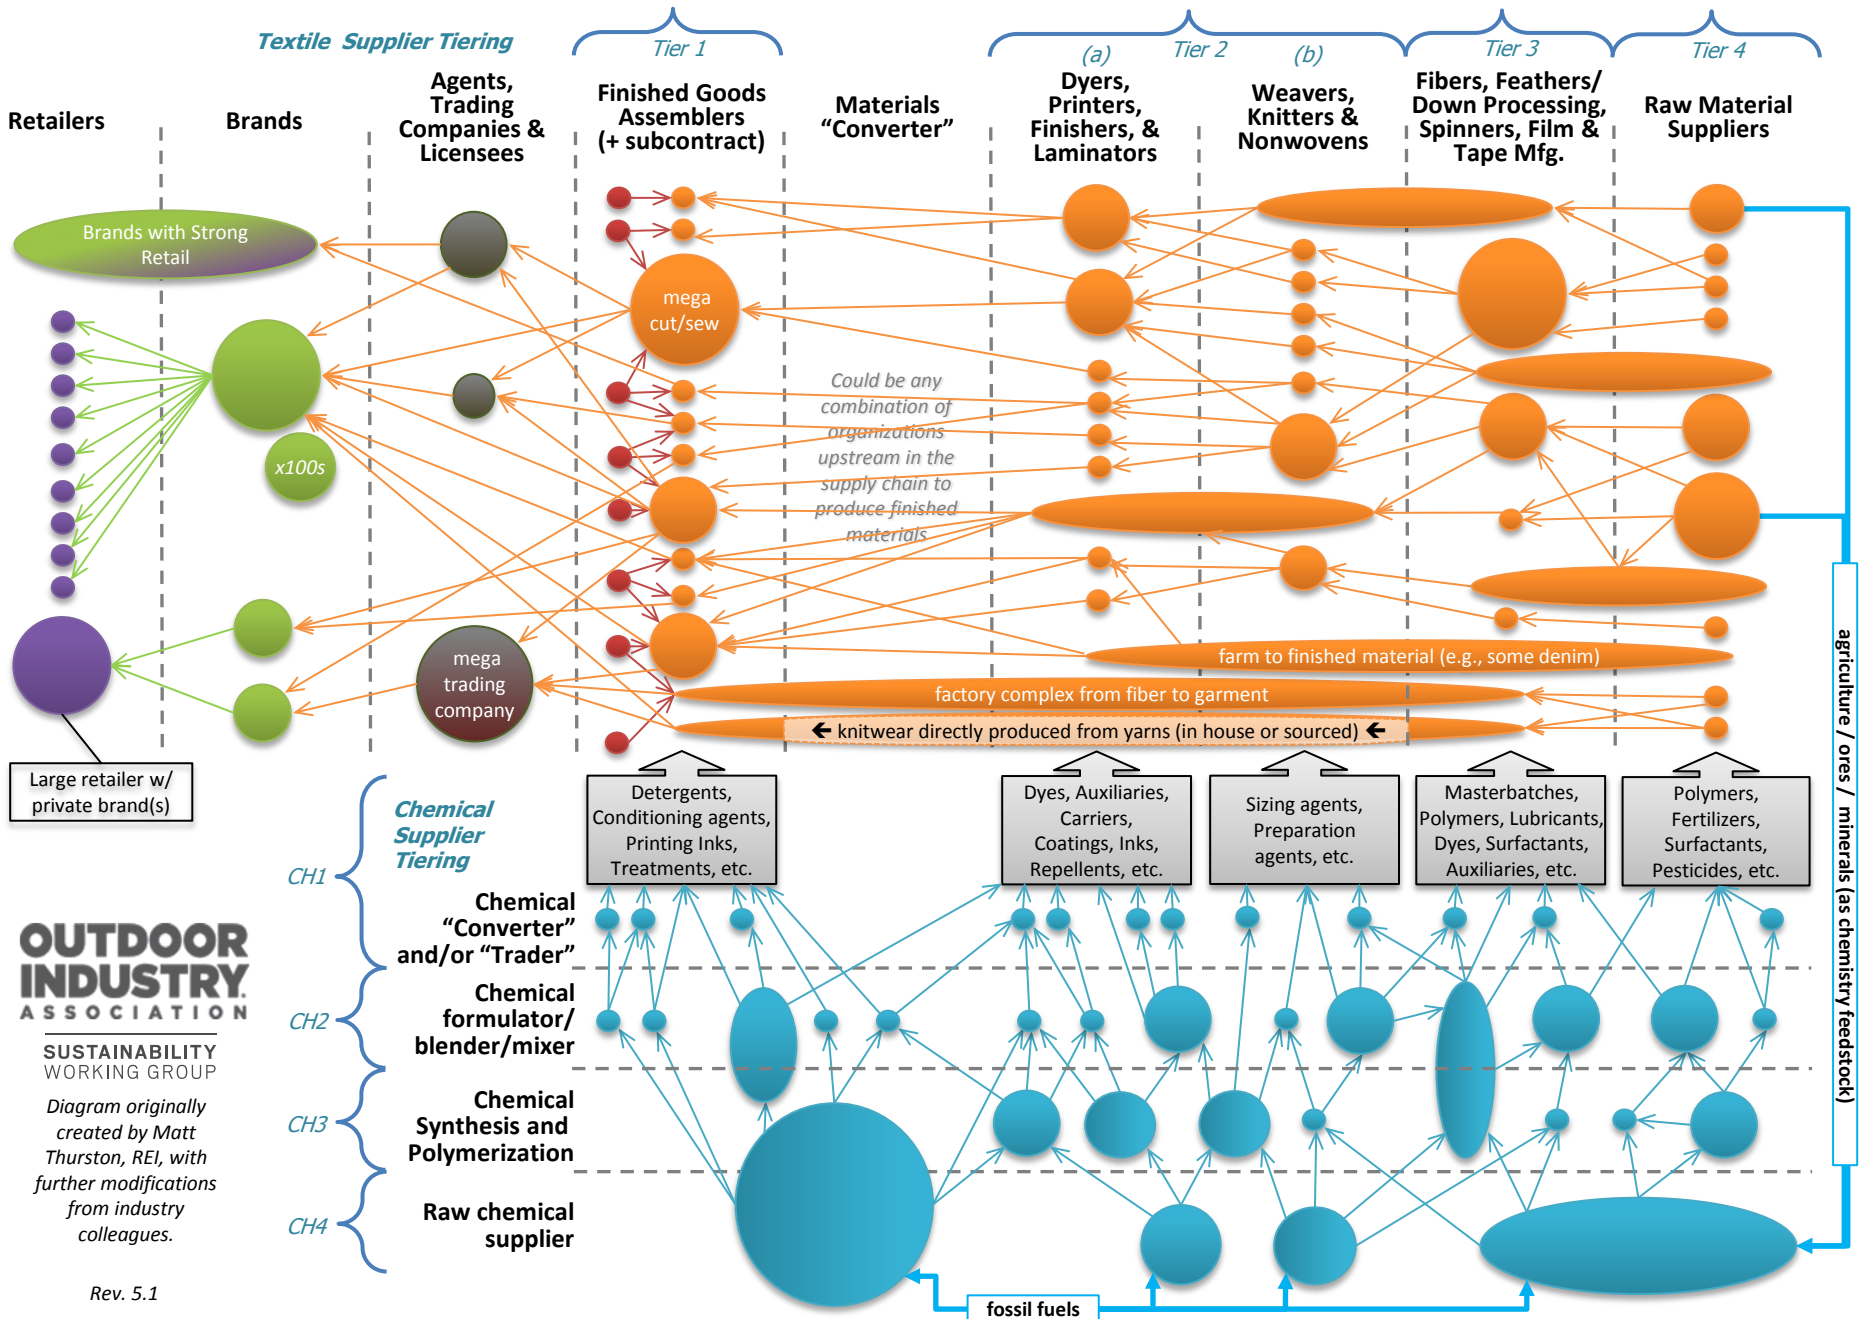 Textile Supplier Tiering
Tier 1
(a)
Tier 2
(b)
Tier 3
Tier 4
Retailers
Brands
Agents,
Trading
Companies &
Licensees
Finished Goods
Assemblers
(+ subcontract)
Materials
“Converter”
Dyers,
Printers,
Finishers, &
Laminators
Weavers,
Knitters &
Nonwovens
Fibers, Feathers/
Down Processing,
Spinners, Film &
Tape Mfg.
Raw Material
Suppliers
Brands with Strong
Retail
mega
cut/sew
x100s
Could be any
combination of
organizations
upstream in the
supply chain to
produce finished
materials
mega
trading
company
farm to finished material (e.g., some denim)
factory complex from fiber to garment
← knitwear directly produced from yarns (in house or sourced) ←
Large retailer w/
private brand(s)
agriculture / ores / minerals (as chemistry feedstock)
Chemical
Supplier
Tiering
Detergents,
Conditioning agents,
Printing Inks,
Treatments, etc.
Dyes, Auxiliaries,
Carriers,
Coatings, Inks,
Repellents, etc.
Sizing agents,
Preparation
agents, etc.
Masterbatches,
Polymers, Lubricants,
Dyes, Surfactants,
Auxiliaries, etc.
Polymers,
Fertilizers,
Surfactants,
Pesticides, etc.
CH1
Chemical
“Converter”
and/or “Trader”
CH2
Chemical
formulator/
blender/mixer
CH3
Chemical
Synthesis and
Polymerization
CH4
Raw chemical
supplier
fossil fuels
OUTDOOR
INDUSTRY.
ASSOCIATION
SUSTAINABILITY
WORKING GROUP
Diagram originally
created by Matt
Thurston, REI, with
further modifications
from industry
colleagues.
Rev. 5.1